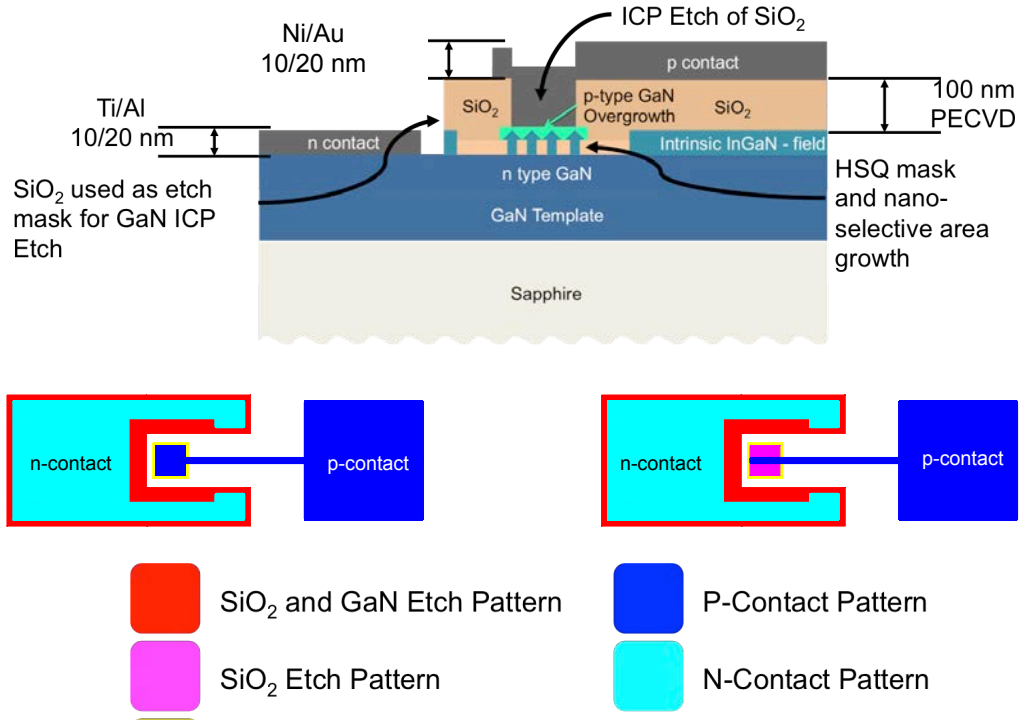 ICP Etch of SiO₂
Ni/Au
10/20 nm
p contact
100 nm
PECVD
SiO₂
p-type GaN
Overgrowth
SiO₂
Ti/Al
10/20 nm
n contact
Intrinsic InGaN - field
n type GaN
GaN Template
SiO₂ used as etch
mask for GaN ICP
Etch
HSQ mask
and nano-
selective area
growth
Sapphire
n-contact
p-contact
n-contact
p-contact
SiO₂ and GaN Etch Pattern
P-Contact Pattern
SiO₂ Etch Pattern
N-Contact Pattern